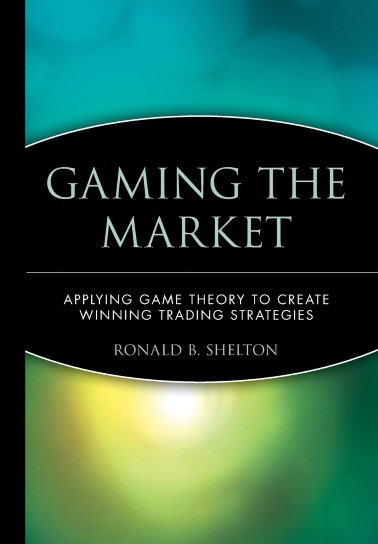 GAMING THE
MARKET
APPLYING GAME THEORY TO CREATE
WINNING TRADING STRATEGIES
RONALD B. SHELTON